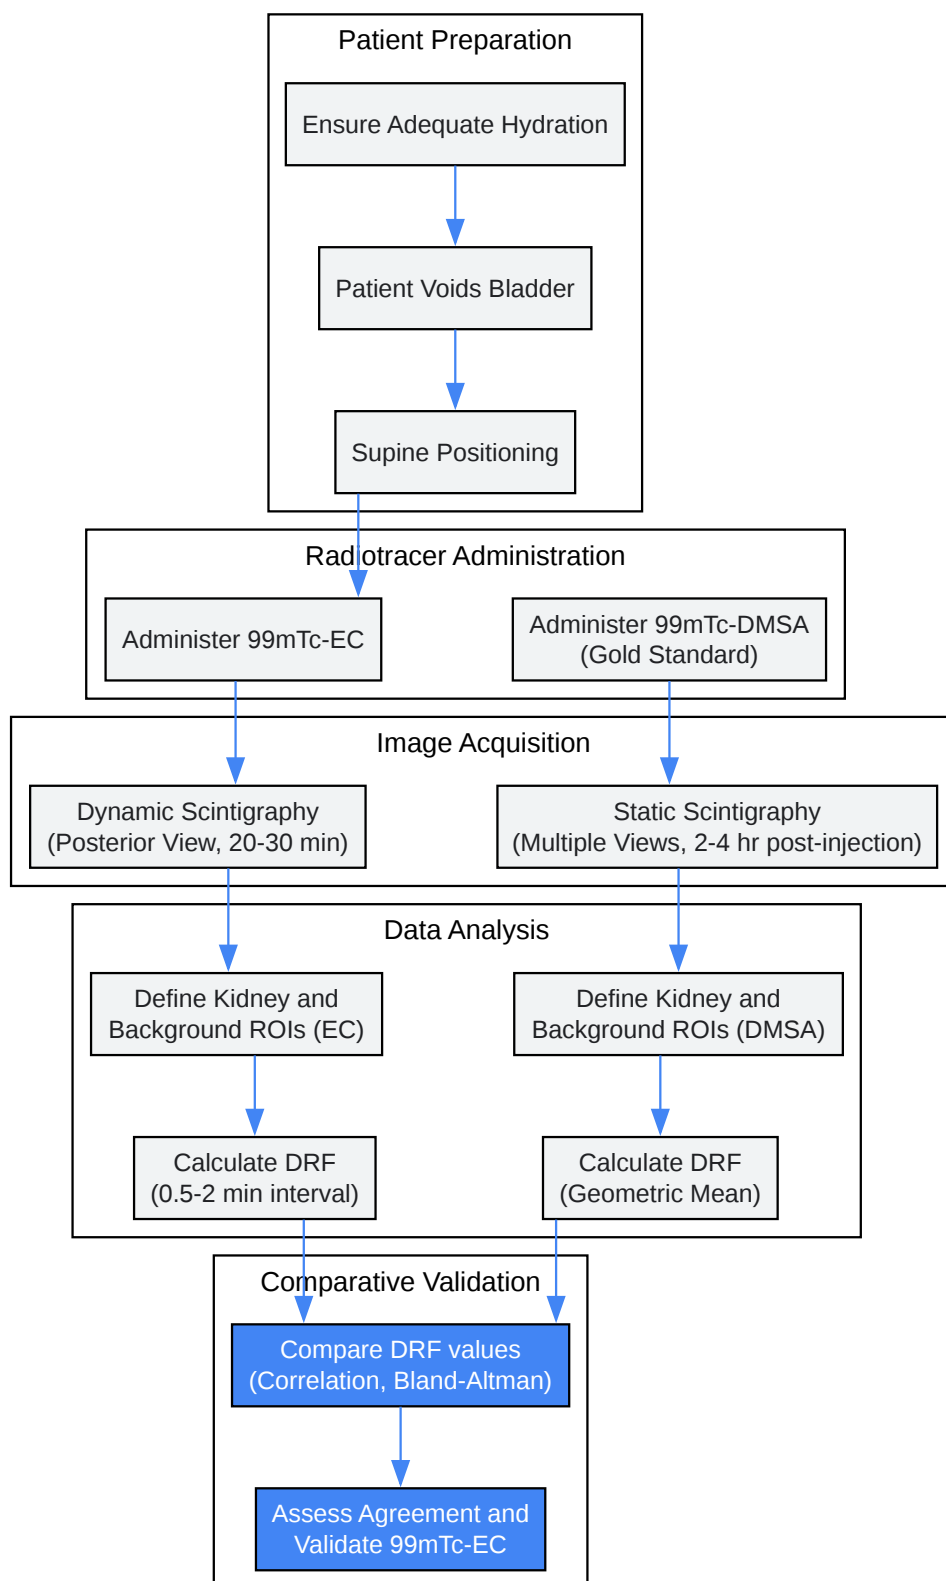 Patient Preparation
Ensure Adequate Hydration
Patient Voids Bladder
Supine Positioning
Radiotracer Administration
Administer 99mTc-EC
Administer 99mTc-DMSA
(Gold Standard)
Image Acquisition
Dynamic Scintigraphy
(Posterior View, 20-30 min)
Static Scintigraphy
(Multiple Views, 2-4 hr post-injection)
Data Analysis
Define Kidney and
Background ROIs (EC)
Define Kidney and
Background ROIs (DMSA)
Calculate DRF
(0.5-2 min interval)
Calculate DRF
(Geometric Mean)
Comparative Validation
Compare DRF values
(Correlation, Bland-Altman)
Assess Agreement and
Validate 99mTc-EC